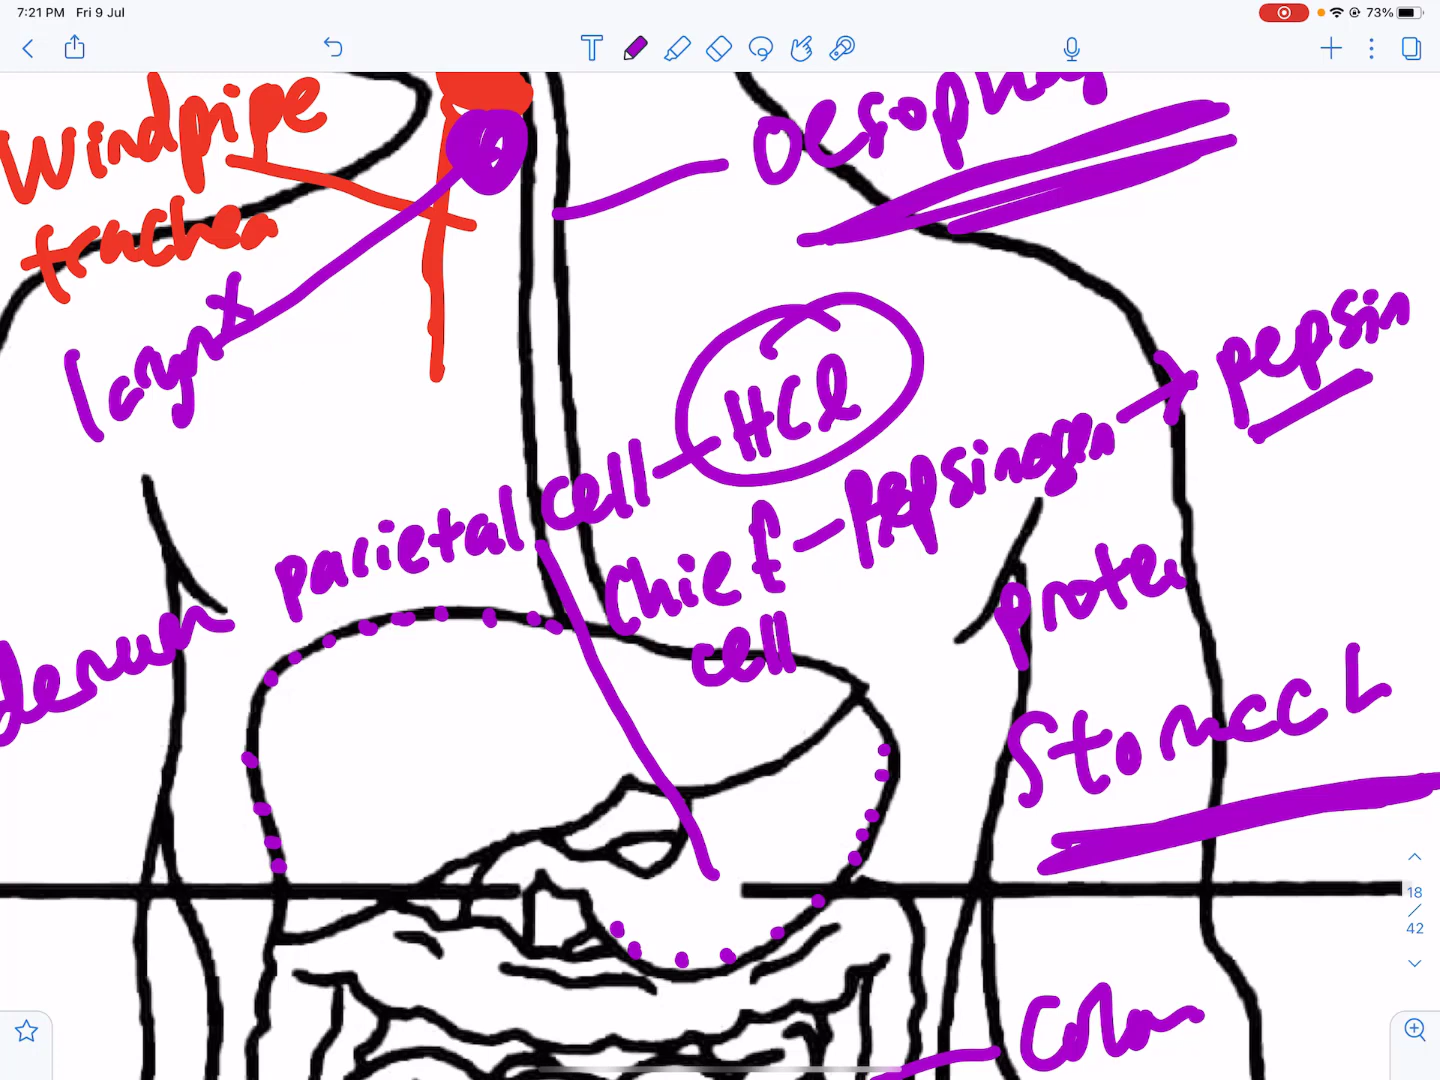 7:21 PM Fri 9 Jul
73%
Windpipe
trachea
larynx
Oesophag
HCl
parietal cell
Chief - Pepsinogen → pepsin
cell
protei
denum
Stomach
18
/
42
Colon